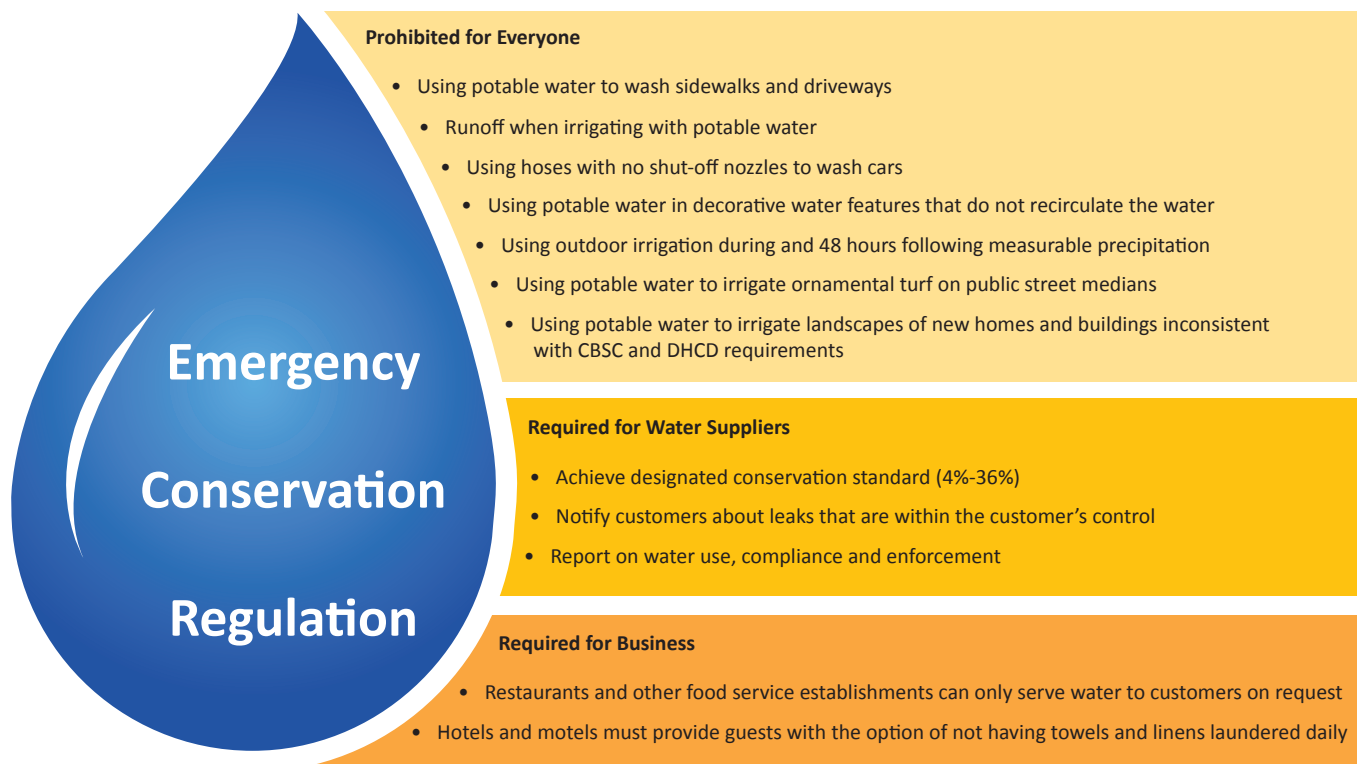 Emergency
Conservation
Regulation
Prohibited for Everyone
• Using potable water to wash sidewalks and driveways
• Runoff when irrigating with potable water
• Using hoses with no shut-off nozzles to wash cars
• Using potable water in decorative water features that do not recirculate the water
• Using outdoor irrigation during and 48 hours following measurable precipitation
• Using potable water to irrigate ornamental turf on public street medians
• Using potable water to irrigate landscapes of new homes and buildings inconsistent
with CBSC and DHCD requirements
Required for Water Suppliers
• Achieve designated conservation standard (4%-36%)
• Notify customers about leaks that are within the customer’s control
• Report on water use, compliance and enforcement
Required for Business
• Restaurants and other food service establishments can only serve water to customers on request
• Hotels and motels must provide guests with the option of not having towels and linens laundered daily